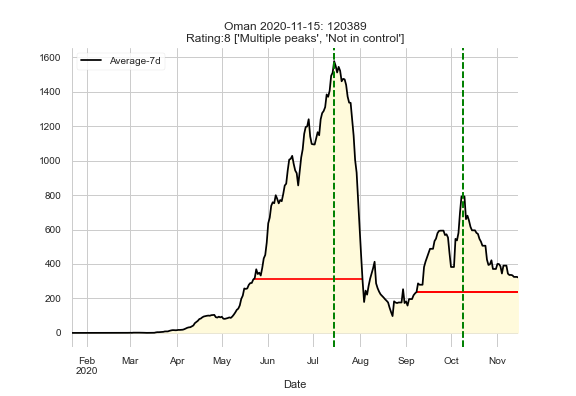 Oman 2020-11-15: 120389
Rating:8 ['Multiple peaks', 'Not in control']
Average-7d
1600
1400
1200
1000
800
600
400
200
0
Feb Mar Apr May Jun Jul Aug Sep Oct Nov
2020
Date